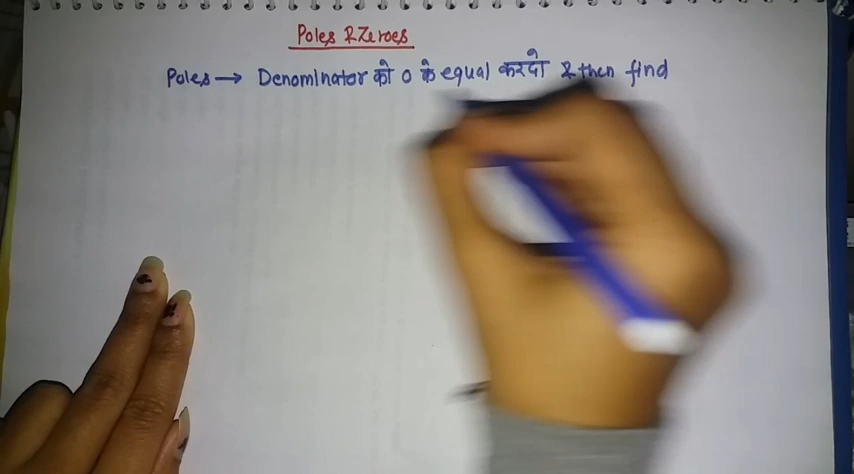 Poles & Zeroes
Poles → Denominator को 0 के equal करदो & then find